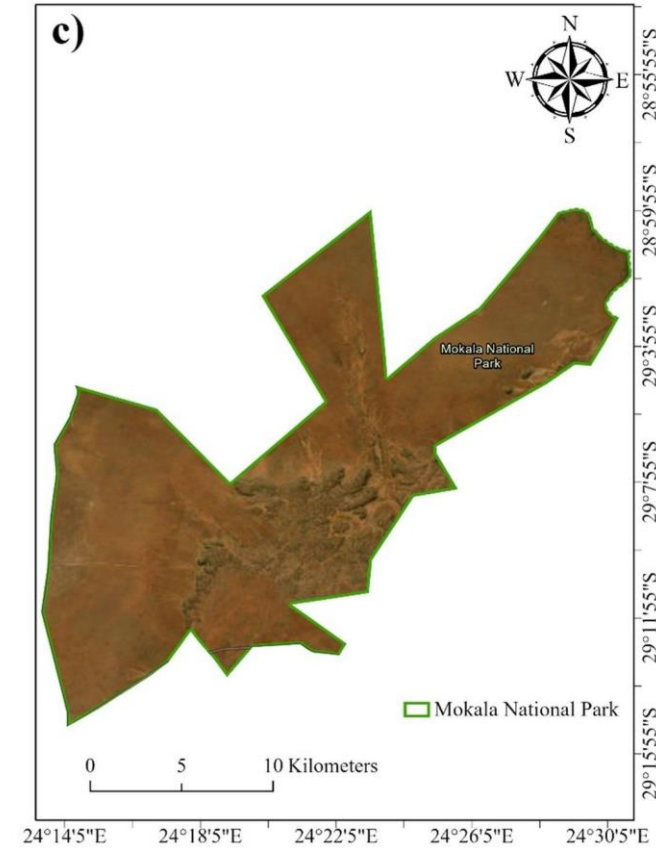 c)
N
W E
S
28°55'55"S
28°59'55"S
29°3'55"S
29°7'55"S
29°11'55"S
29°15'55"S
Mokala National
Park
Mokala National Park
0 5 10 Kilometers
24°14'5"E 24°18'5"E 24°22'5"E 24°26'5"E 24°30'5"E